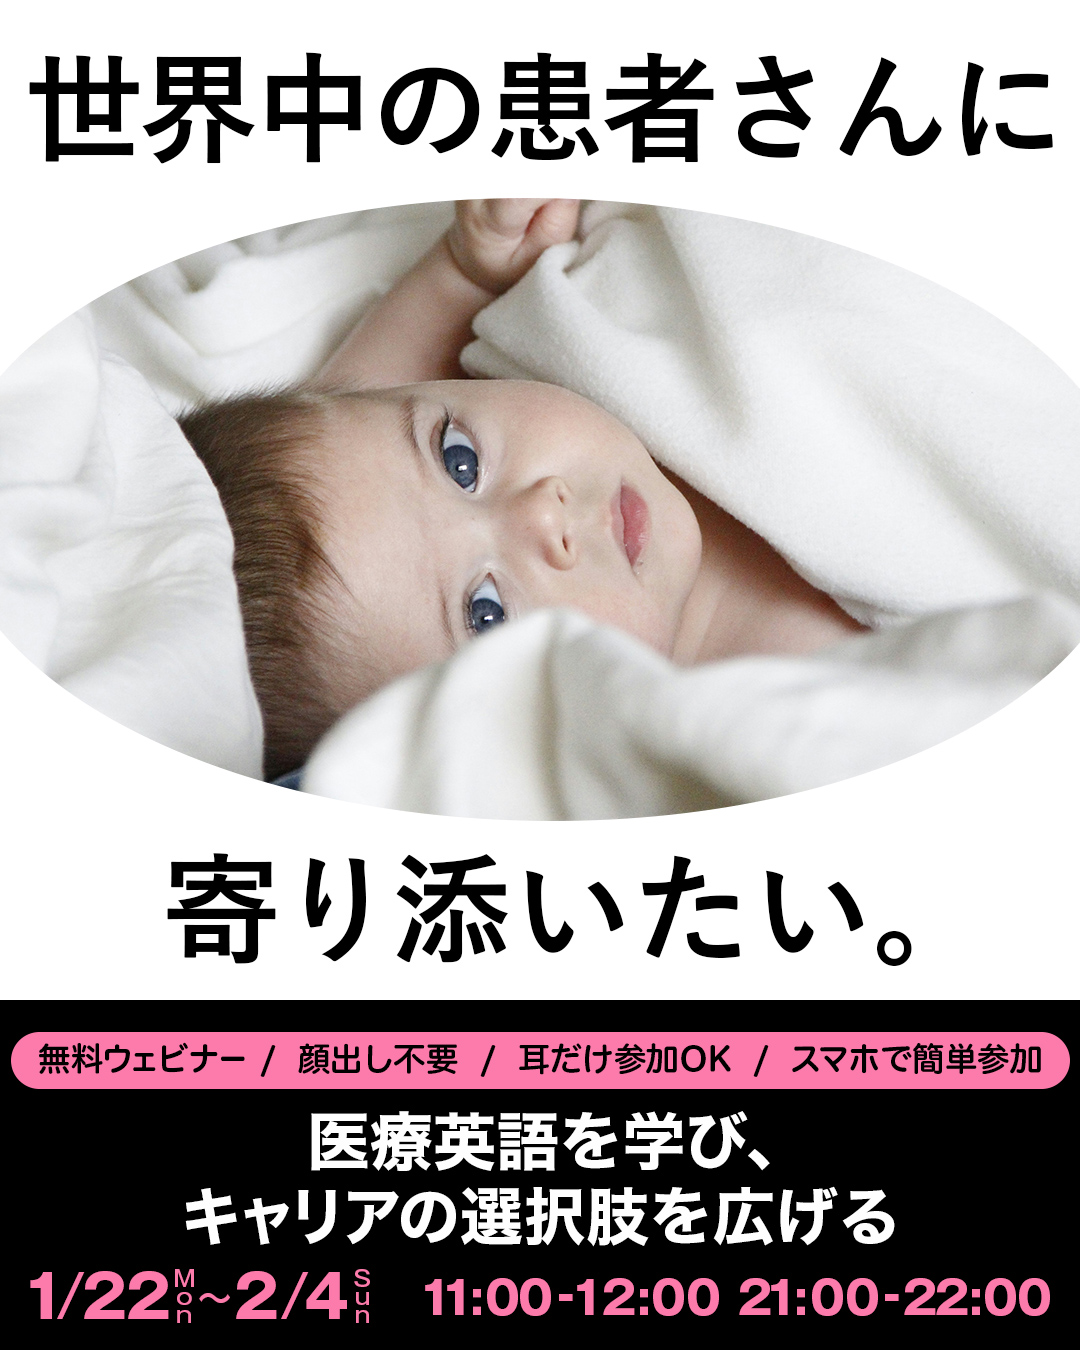 世界中の患者さんに
寄り添いたい。
無料ウェビナー / 顔出し不要 / 耳だけ参加OK / スマホで簡単参加
医療英語を学び、
キャリアの選択肢を広げる
1/22 Mon ～ 2/4 Sun 11:00-12:00 21:00-22:00